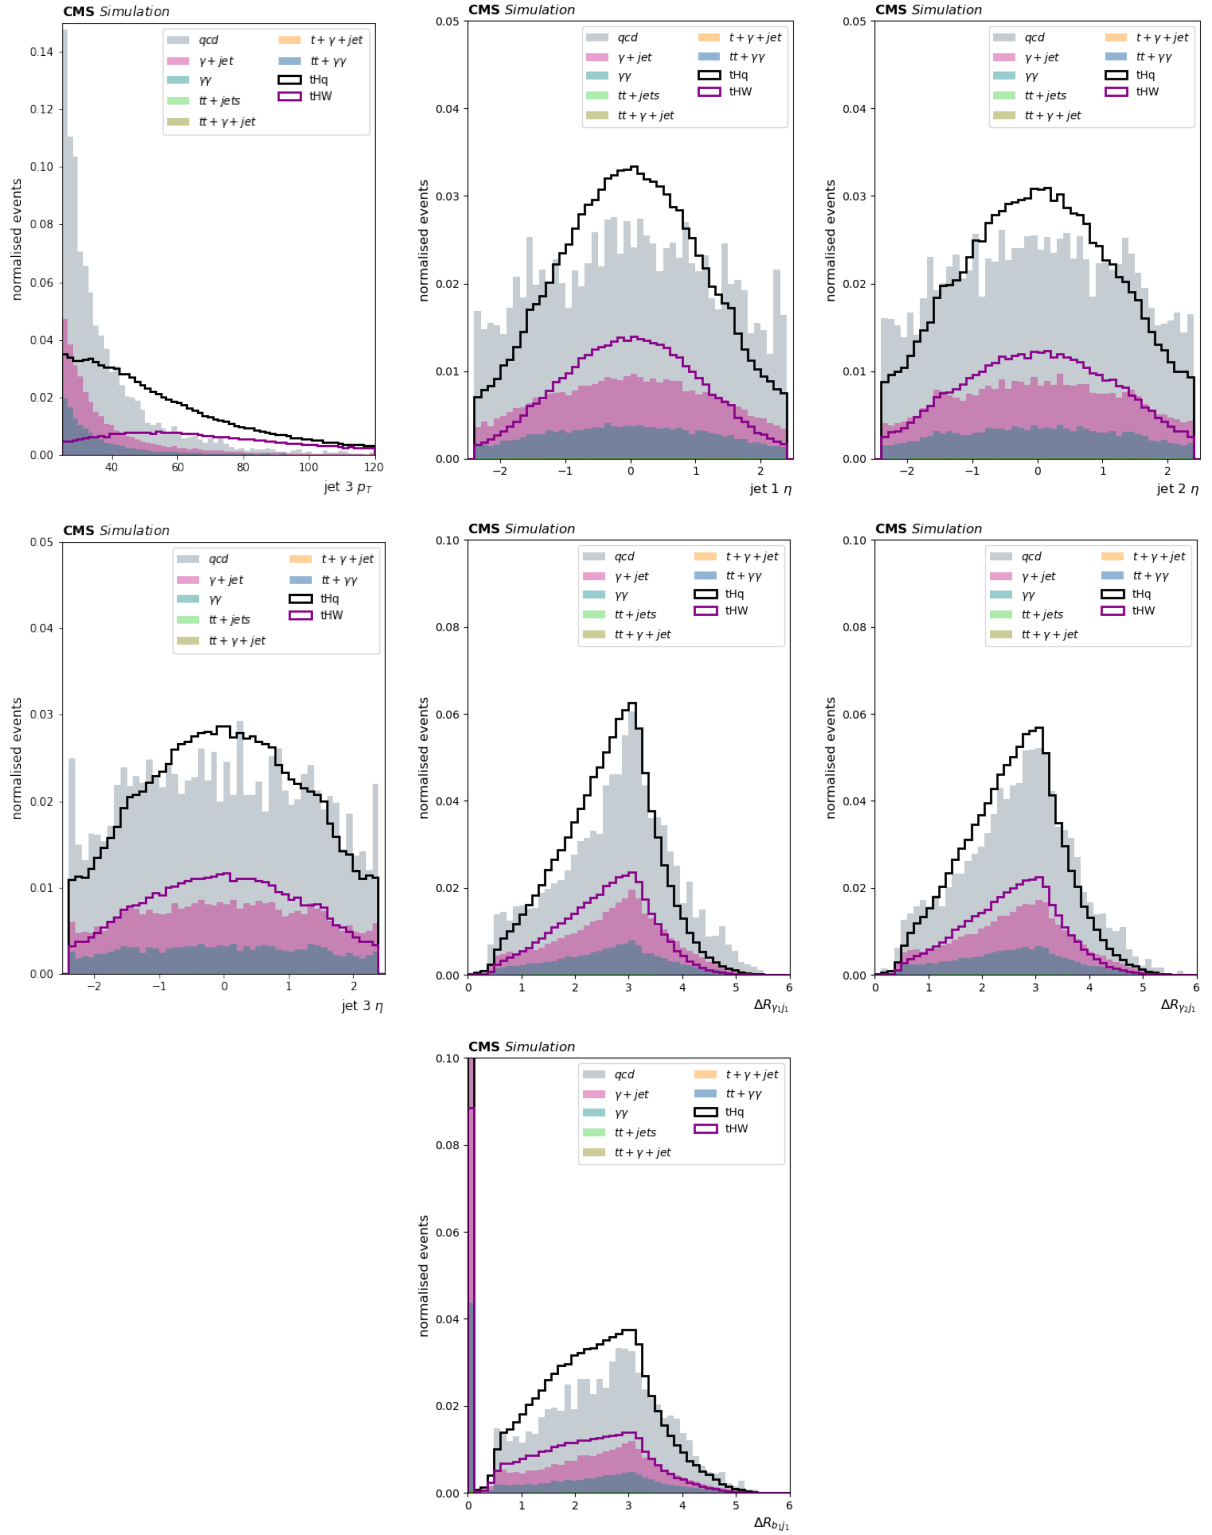 CMS Simulation
normalised events
0.14
0.12
0.10
0.08
0.06
0.04
0.02
0.00
qcd
γ + jet
γγ
tt + jets
tt + γ + jet
t + γ + jet
tt + γγ
tHq
tHW
40 60 80 100 120
jet 3 pT
CMS Simulation
normalised events
0.05
0.04
0.03
0.02
0.01
0.00
qcd
γ + jet
γγ
tt + jets
tt + γ + jet
t + γ + jet
tt + γγ
tHq
tHW
−2 −1 0 1 2
jet 1 η
CMS Simulation
normalised events
0.05
0.04
0.03
0.02
0.01
0.00
qcd
γ + jet
γγ
tt + jets
tt + γ + jet
t + γ + jet
tt + γγ
tHq
tHW
−2 −1 0 1 2
jet 2 η
CMS Simulation
normalised events
0.05
0.04
0.03
0.02
0.01
0.00
qcd
γ + jet
γγ
tt + jets
tt + γ + jet
t + γ + jet
tt + γγ
tHq
tHW
−2 −1 0 1 2
jet 3 η
CMS Simulation
normalised events
0.10
0.08
0.06
0.04
0.02
0.00
qcd
γ + jet
γγ
tt + jets
tt + γ + jet
t + γ + jet
tt + γγ
tHq
tHW
0 1 2 3 4 5 6
ΔRγ1j1
CMS Simulation
normalised events
0.10
0.08
0.06
0.04
0.02
0.00
qcd
γ + jet
γγ
tt + jets
tt + γ + jet
t + γ + jet
tt + γγ
tHq
tHW
0 1 2 3 4 5 6
ΔRγ2j1
CMS Simulation
normalised events
0.10
0.08
0.06
0.04
0.02
0.00
qcd
γ + jet
γγ
tt + jets
tt + γ + jet
t + γ + jet
tt + γγ
tHq
tHW
0 1 2 3 4 5 6
ΔRb1j1